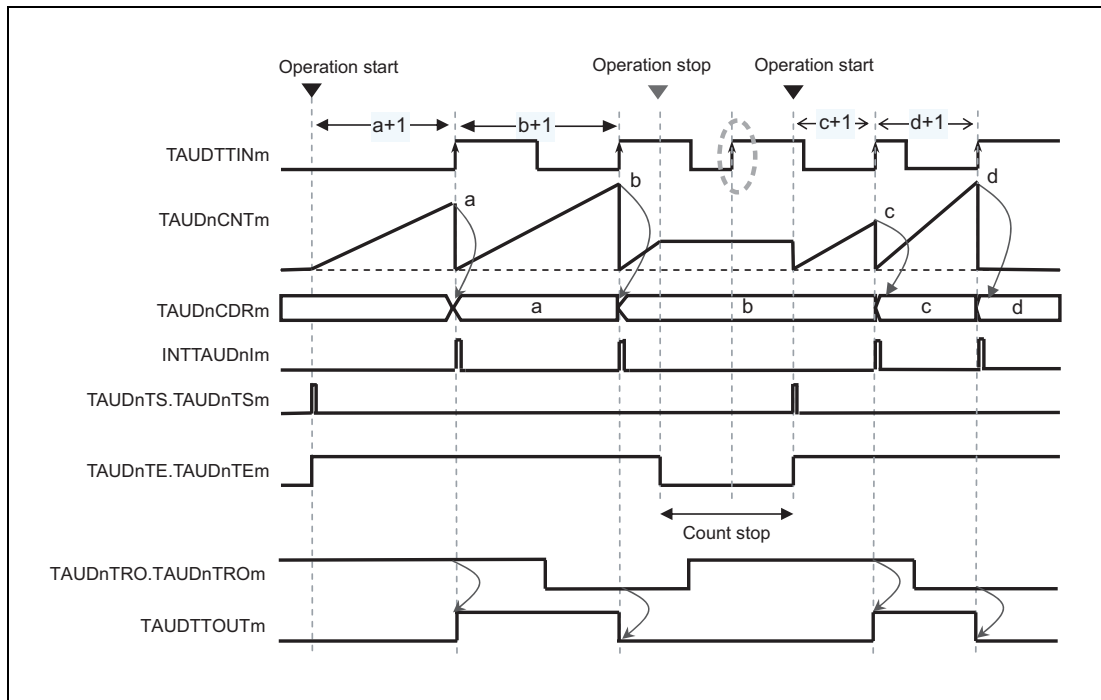 Operation start
Operation stop
Operation start
a+1
b+1
c+1
d+1
TAUDTTINm
TAUDnCNTm
a
b
c
d
TAUDnCDRm
a
b
c
d
INTTAUDnIm
TAUDnTS.TAUDnTSm
TAUDnTE.TAUDnTEm
Count stop
TAUDnTRO.TAUDnTROm
TAUDTTOUTm